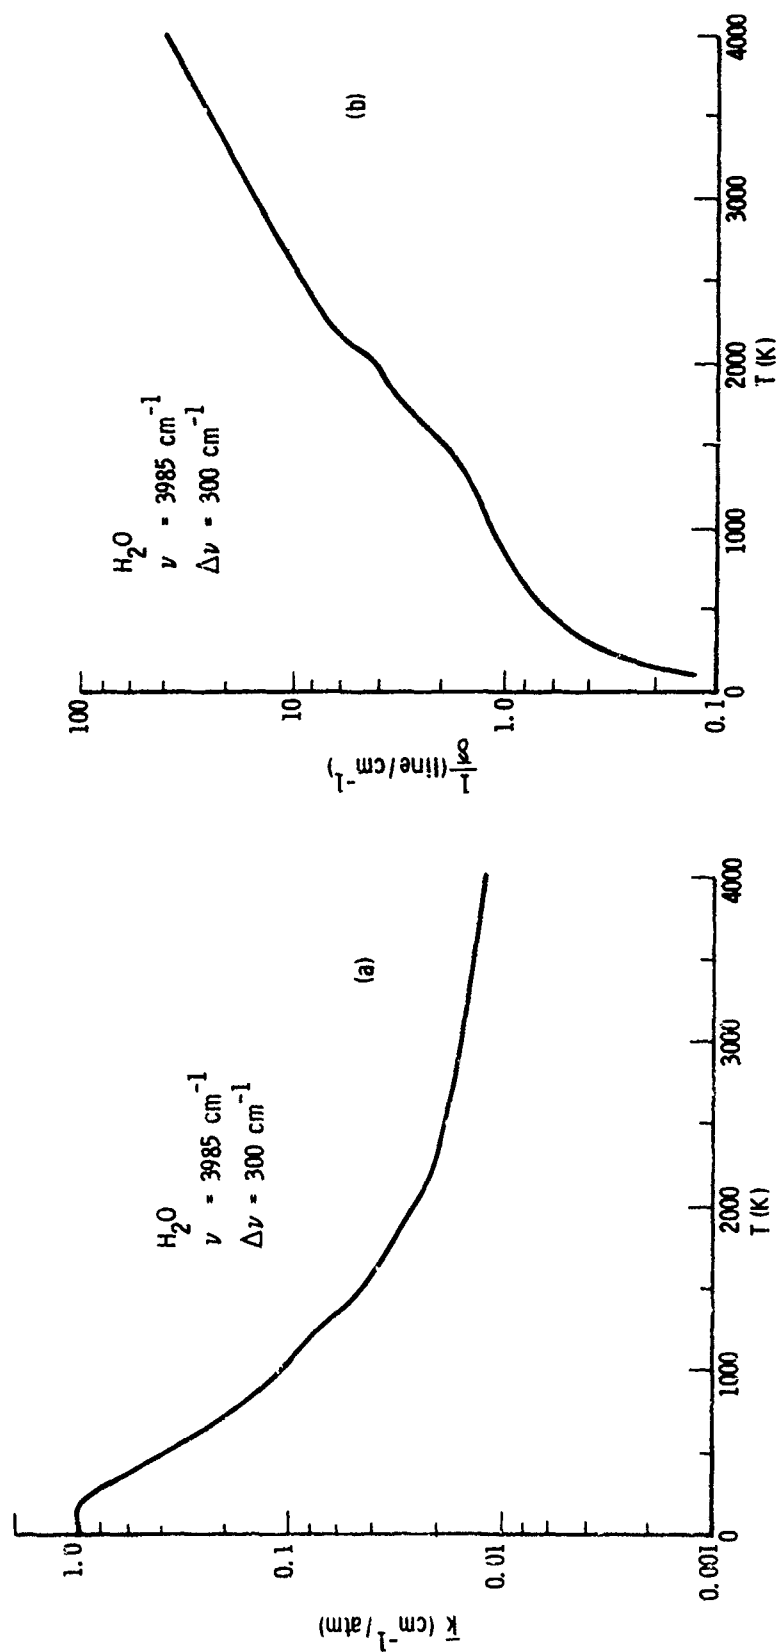 H₂O
ν = 3985 cm⁻¹
Δν = 300 cm⁻¹
(a)
k̄ (cm⁻¹/atm)
1.0
0.1
0.01
0.001
0
1000
2000
3000
4000
T (K)
H₂O
ν = 3985 cm⁻¹
Δν = 300 cm⁻¹
(b)
1/δ̄ (line/cm⁻¹)
100
10
1.0
0.1
0
1000
2000
3000
4000
T (K)